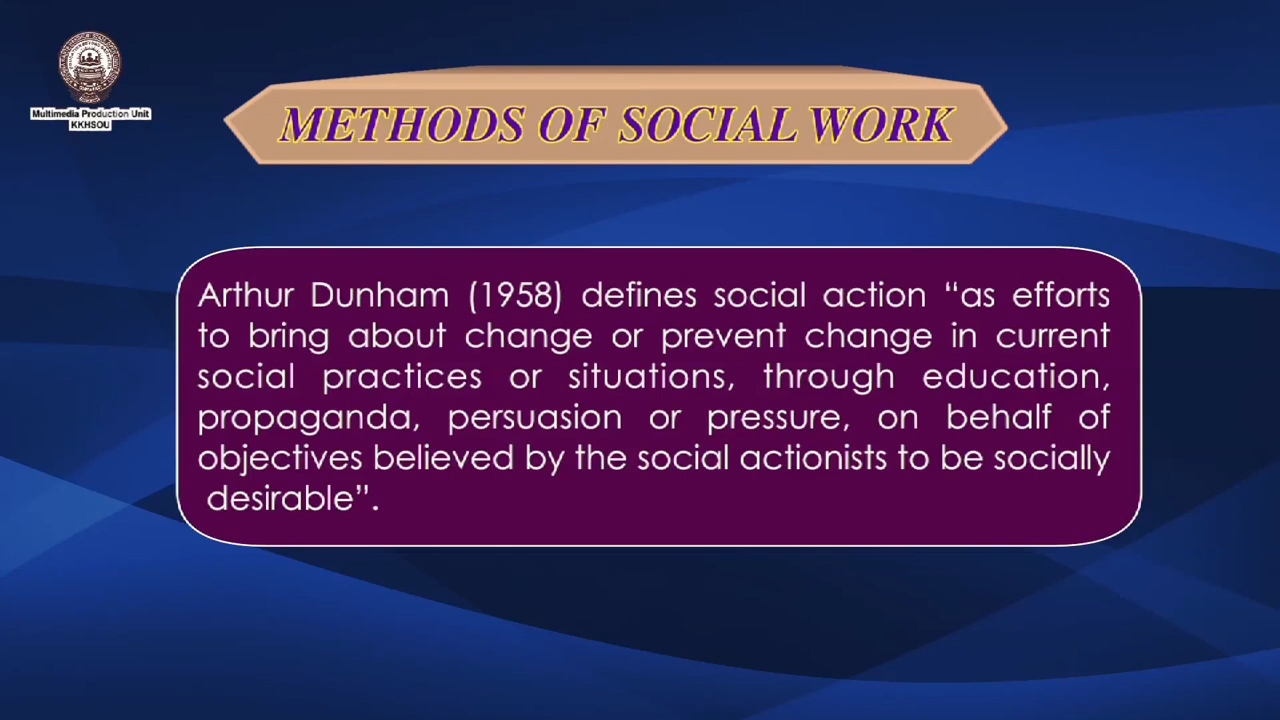 Multimedia Production Unit
KKHSOU
METHODS OF SOCIAL WORK
Arthur Dunham (1958) defines social action “as efforts
to bring about change or prevent change in current
social practices or situations, through education,
propaganda, persuasion or pressure, on behalf of
objectives believed by the social actionists to be socially
desirable”.